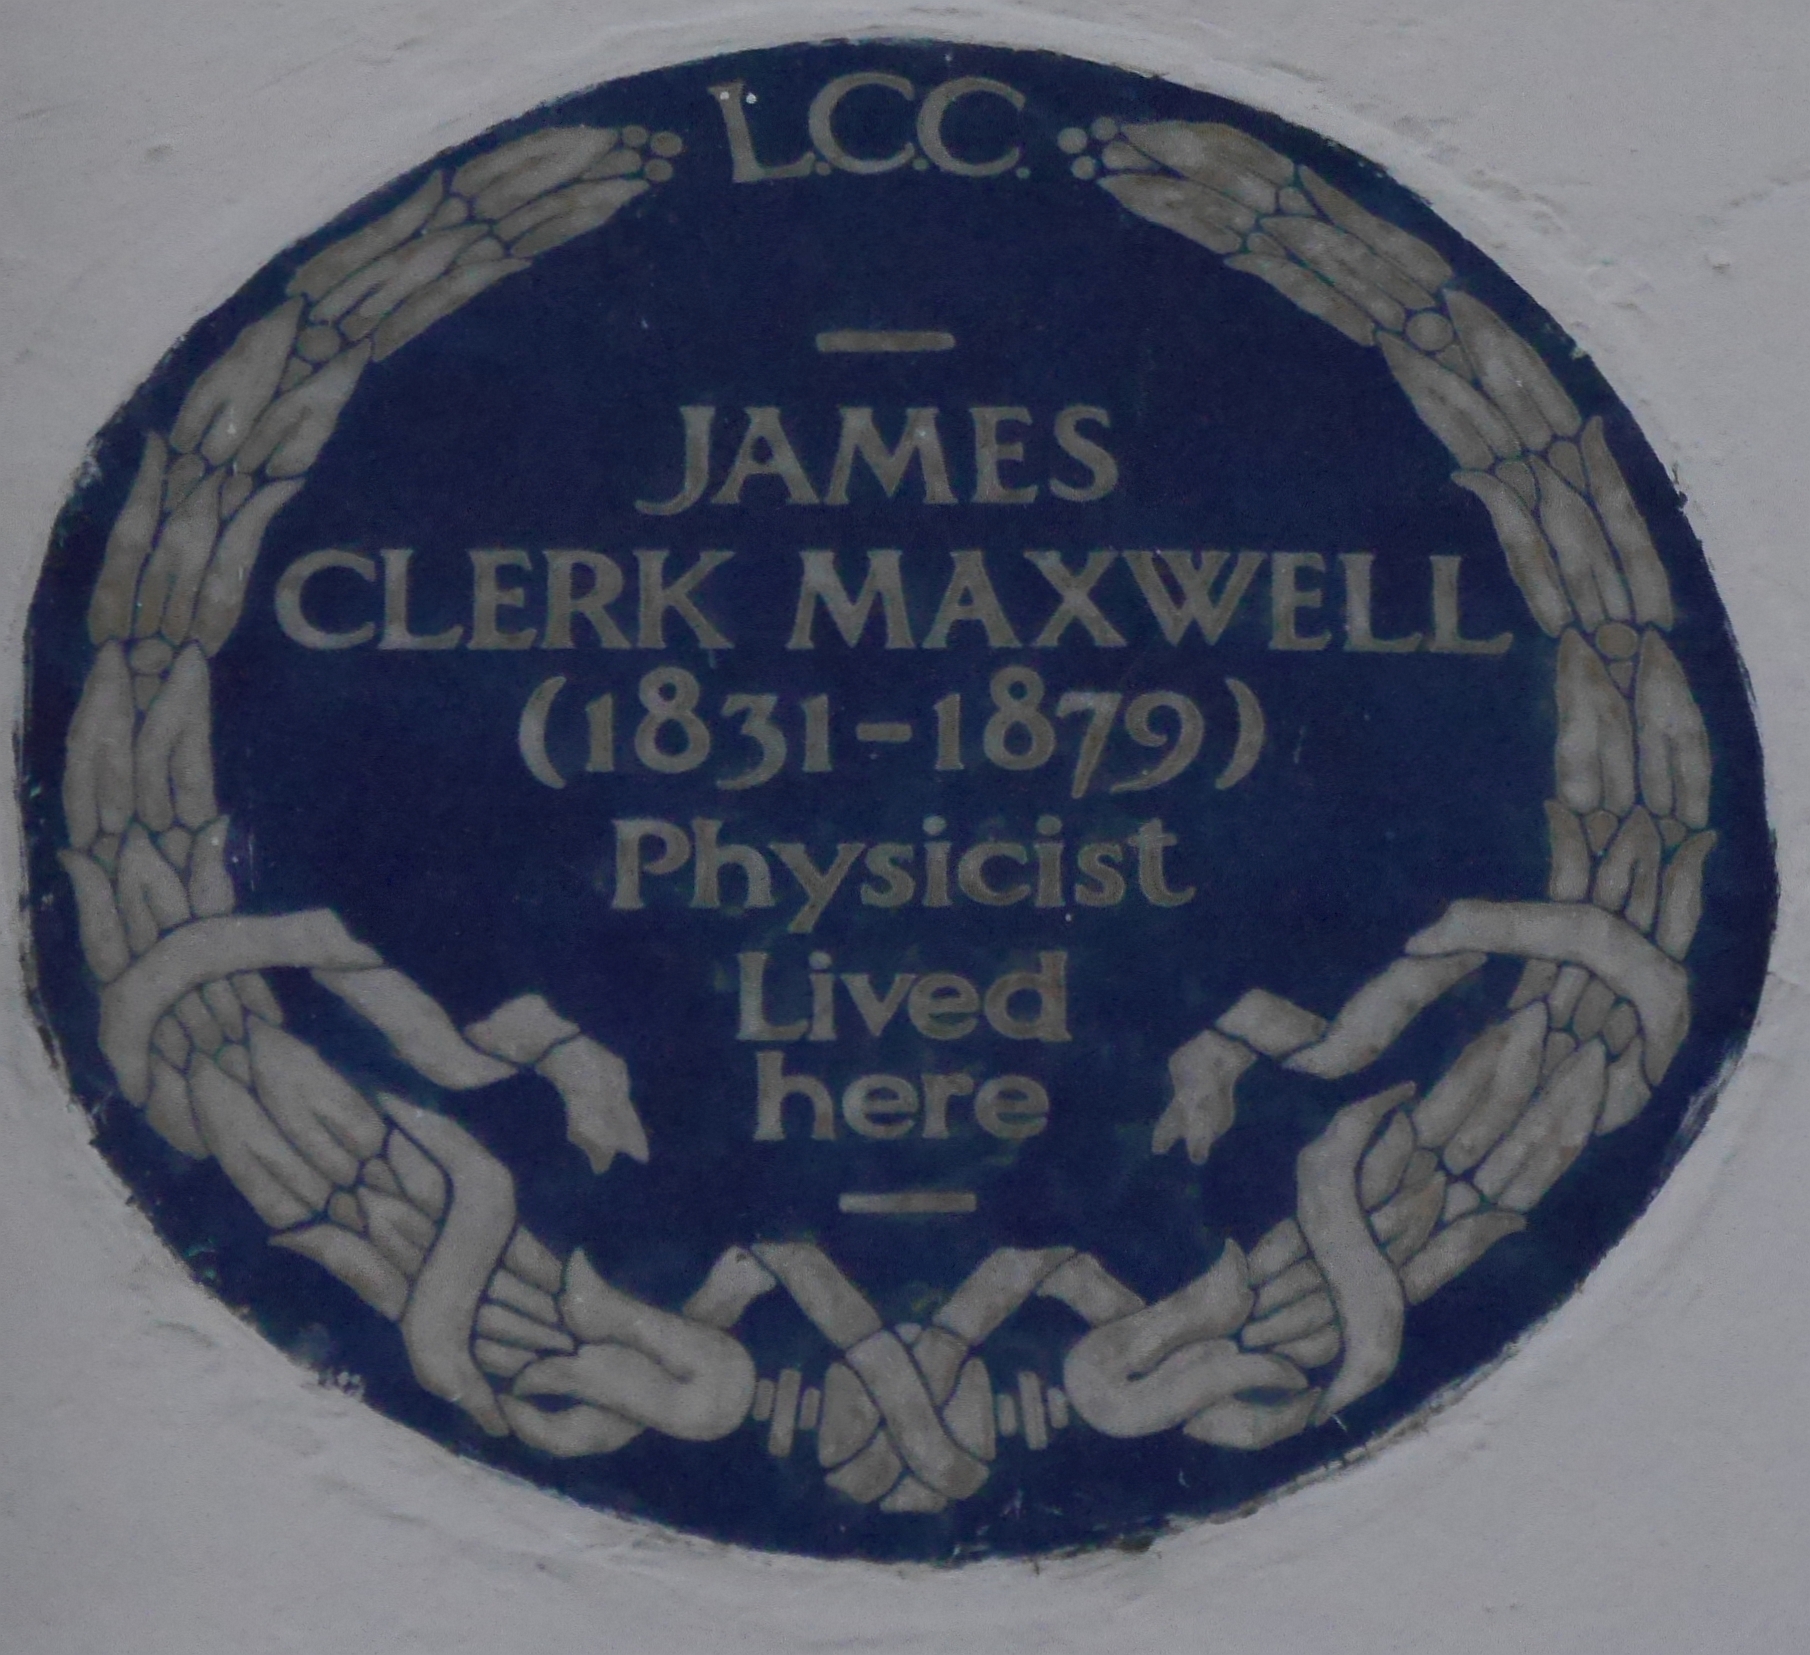 L.C.C.
JAMES
CLERK MAXWELL
(1831-1879)
Physicist
Lived
here